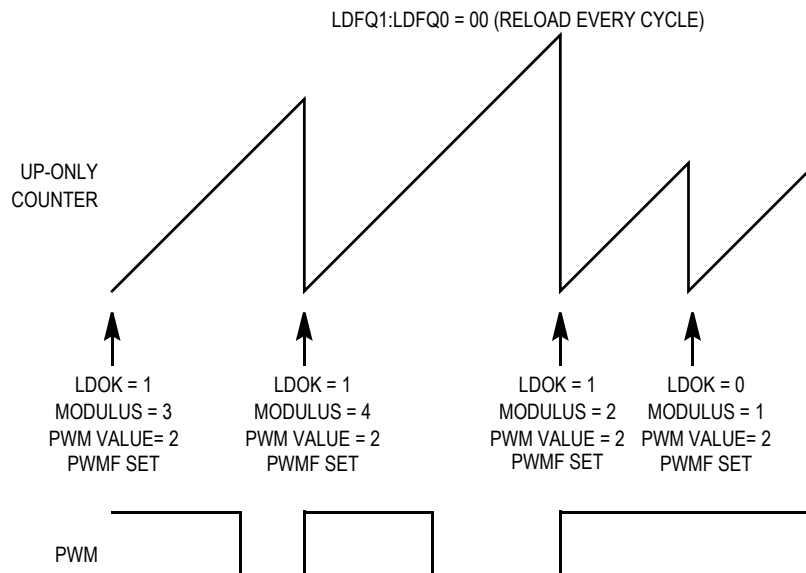 LDFQ1:LDFQ0 = 00 (RELOAD EVERY CYCLE)
UP-ONLY
COUNTER
LDOK = 1
MODULUS = 3
PWM VALUE= 2
PWMF SET
LDOK = 1
MODULUS = 4
PWM VALUE = 2
PWMF SET
LDOK = 1
MODULUS = 2
PWM VALUE = 2
PWMF SET
LDOK = 0
MODULUS = 1
PWM VALUE= 2
PWMF SET
PWM